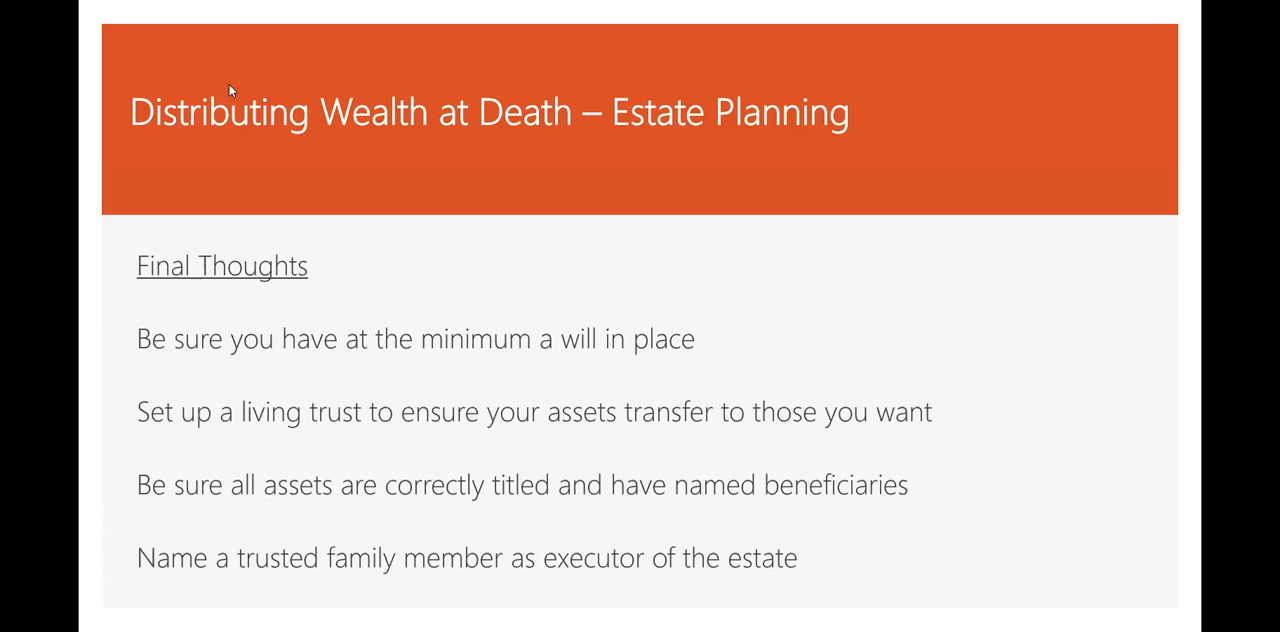 Distributing Wealth at Death – Estate Planning
Final Thoughts
Be sure you have at the minimum a will in place
Set up a living trust to ensure your assets transfer to those you want
Be sure all assets are correctly titled and have named beneficiaries
Name a trusted family member as executor of the estate